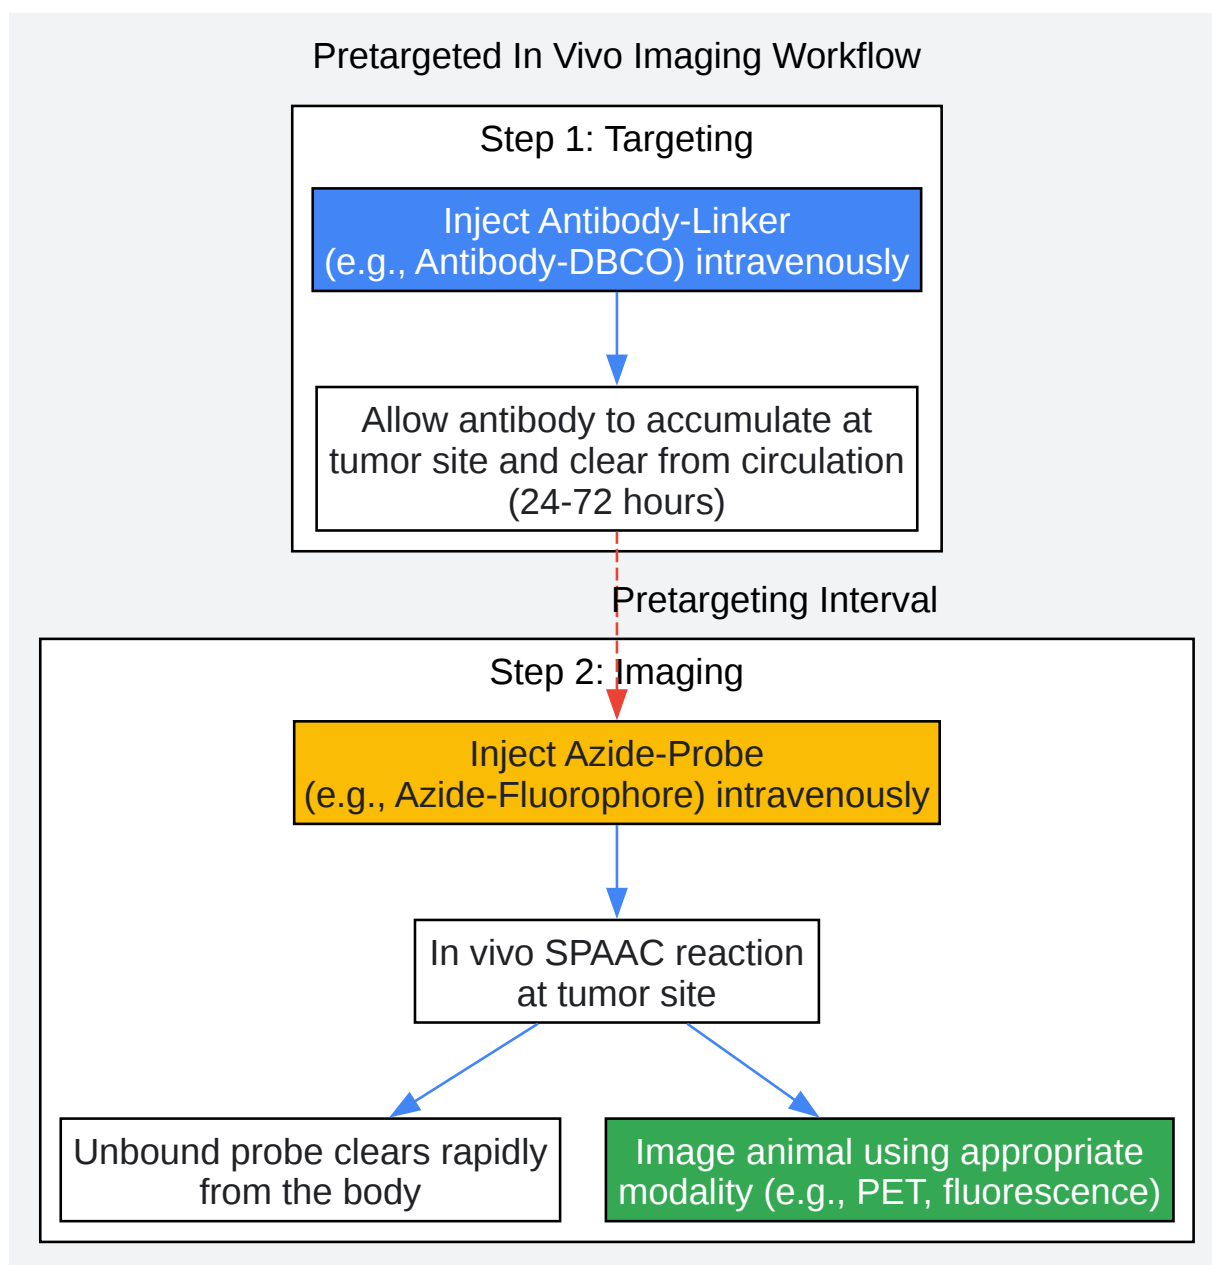 Pretargeted In Vivo Imaging Workflow
Step 1: Targeting
Inject Antibody-Linker
(e.g., Antibody-DBCO) intravenously
Allow antibody to accumulate at
tumor site and clear from circulation
(24-72 hours)
Pretargeting Interval
Step 2: Imaging
Inject Azide-Probe
(e.g., Azide-Fluorophore) intravenously
In vivo SPAAC reaction
at tumor site
Unbound probe clears rapidly
from the body
Image animal using appropriate
modality (e.g., PET, fluorescence)